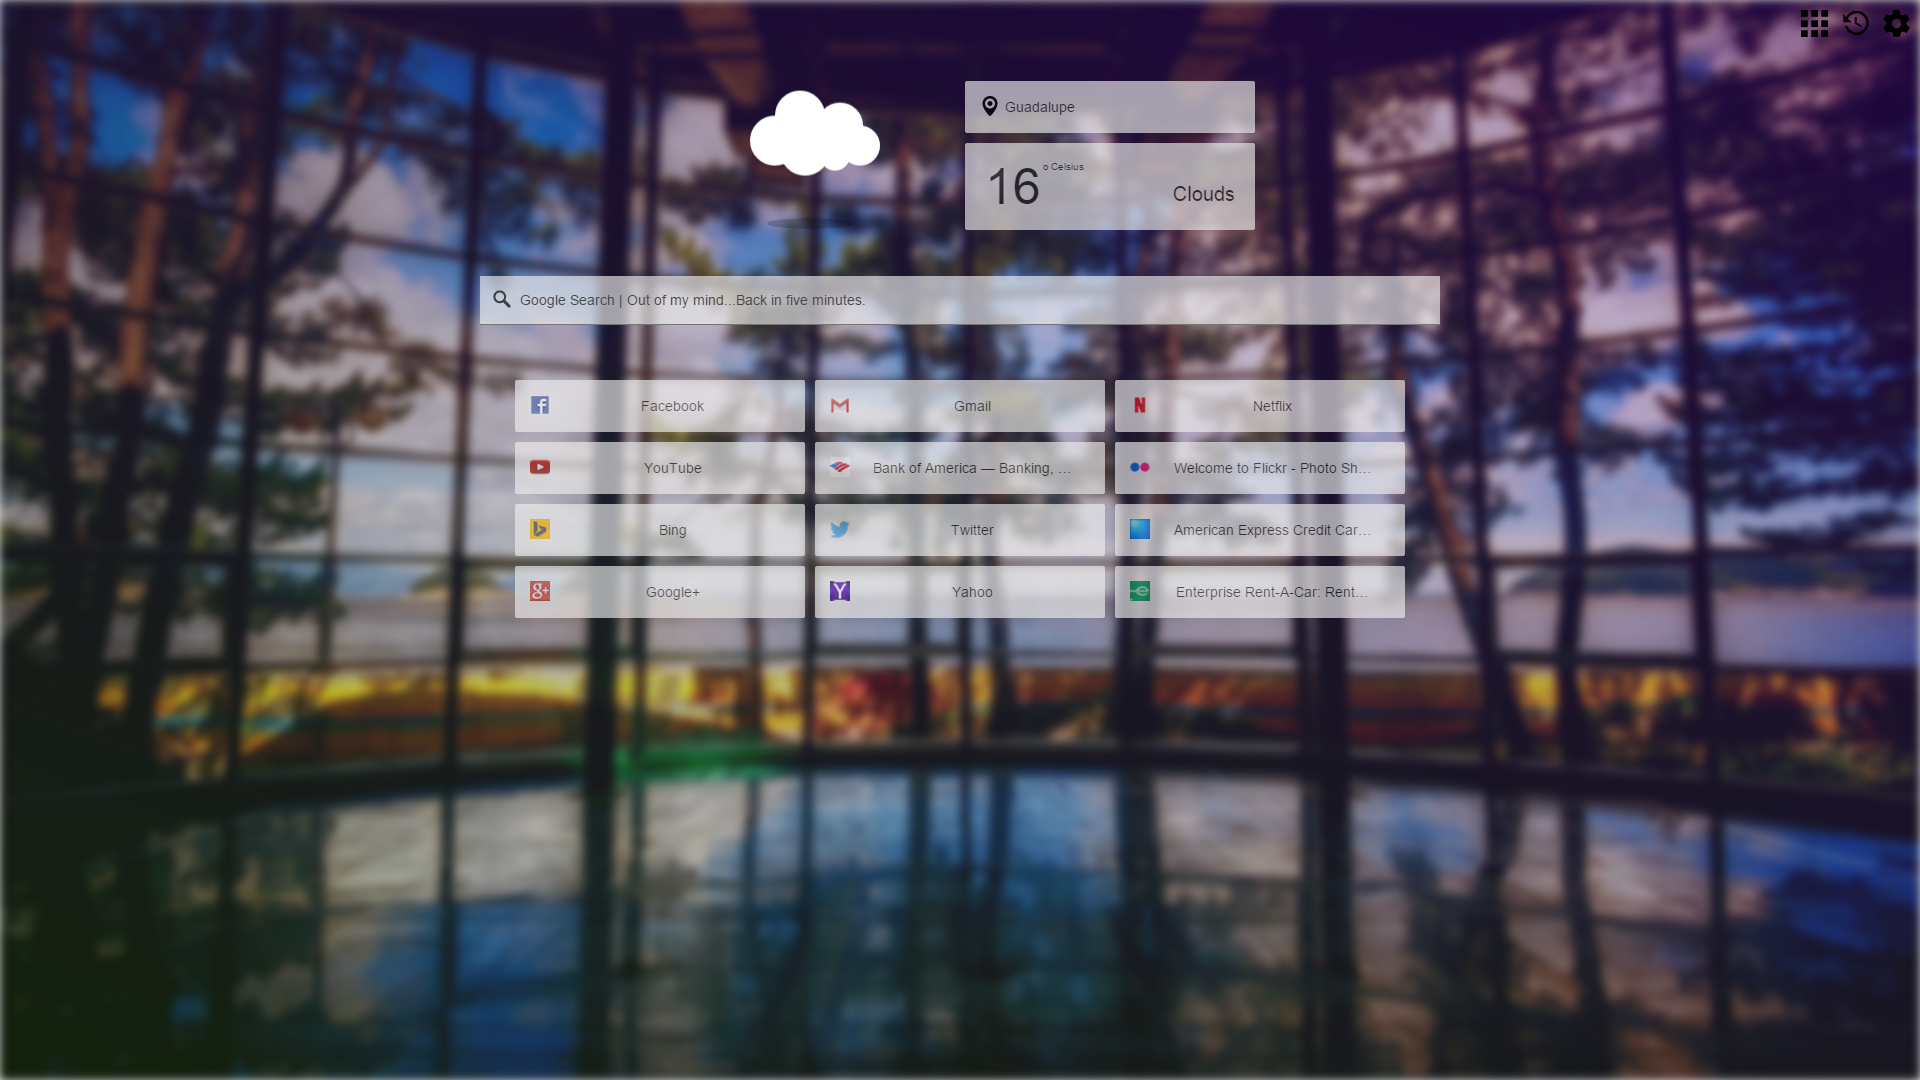 Guadalupe
16 o Celsius
Clouds
Google Search | Out of my mind...Back in five minutes.
Facebook
Gmail
Netflix
YouTube
Bank of America — Banking, ...
Welcome to Flickr - Photo Sh...
Bing
Twitter
American Express Credit Car...
Google+
Yahoo
Enterprise Rent-A-Car: Rent...